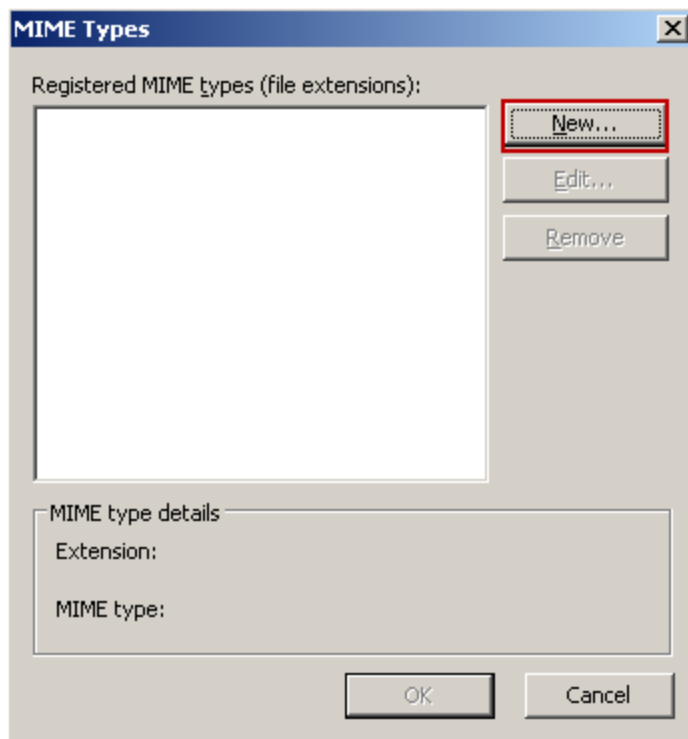 MIME Types
Registered MIME types (file extensions):
New...
Edit...
Remove
MIME type details
Extension:
MIME type:
OK
Cancel